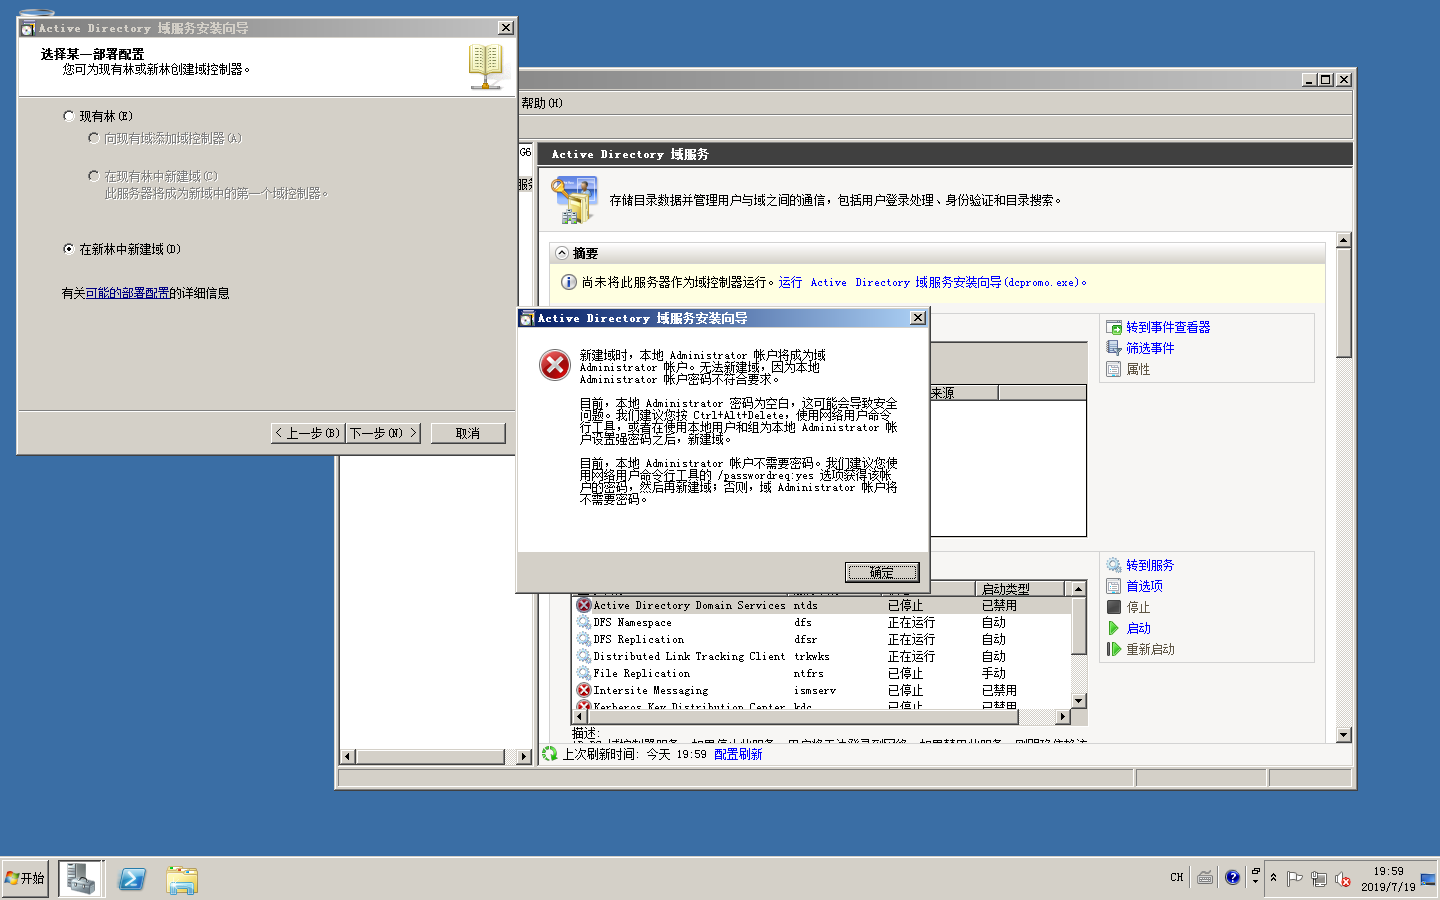 Active Directory 域服务安装向导
选择某一部署配置
您可为现有林或新林创建域控制器。
现有林(E)
向现有域添加域控制器(A)
在现有林中新建域(C)
此服务器将成为新域中的第一个域控制器。
在新林中新建域(D)
有关可能的部署配置的详细信息
< 上一步(B)
下一步(N) >
取消
帮助(H)
G6
Active Directory 域服务
存储目录数据并管理用户与域之间的通信，包括用户登录处理、身份验证和目录搜索。
摘要
尚未将此服务器作为域控制器运行。运行 Active Directory 域服务安装向导(dcpromo.exe)。
转到事件查看器
筛选事件
属性
来源
Active Directory 域服务安装向导
新建域时，本地 Administrator 帐户将成为域
Administrator 帐户。无法新建域，因为本地
Administrator 帐户密码不符合要求。
目前，本地 Administrator 密码为空白，这可能会导致安全
问题。我们建议您按 Ctrl+Alt+Delete，使用网络用户命令
行工具，或者在使用本地用户和组为本地 Administrator 帐
户设置强密码之后，新建域。
目前，本地 Administrator 帐户不需要密码。我们建议您使
用网络用户命令行工具的 /passwordreq:yes 选项获得该帐
户的密码，然后再新建域；否则，域 Administrator 帐户将
不需要密码。
确定
启动类型
Active Directory Domain Services ntds 已停止 已禁用
DFS Namespace dfs 正在运行 自动
DFS Replication dfsr 正在运行 自动
Distributed Link Tracking Client trkwks 正在运行 自动
File Replication ntfrs 已停止 手动
Intersite Messaging ismserv 已停止 已禁用
Kerberos Key Distribution Center kdc 已停止 已禁用
描述:
转到服务
首选项
停止
启动
重新启动
上次刷新时间: 今天 19:59 配置刷新
开始
CH
19:59
2019/7/19